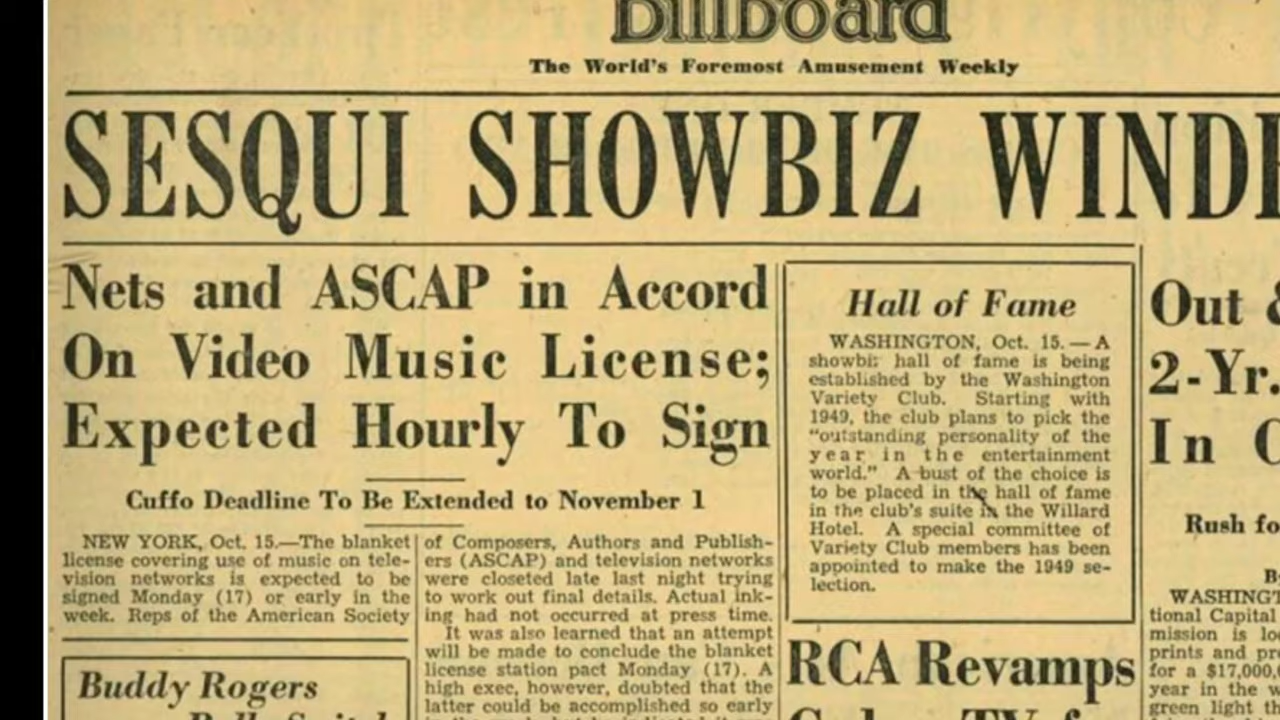 Billboard
The World's Foremost Amusement Weekly
SESQUI SHOWBIZ
Nets and ASCAP in Accord
On Video Music License;
Expected Hourly To Sign
Cuffo Deadline To Be Extended to November 1
NEW YORK, Oct. 15.—The blanket
license covering use of music on tele-
vision networks is expected to be
signed Monday (17) or early in the
week. Reps of the American Society
Buddy Rogers
of Composers, Authors and Publish-
ers (ASCAP) and television networks
were closeted late last night trying
to work out final details. Actual ink-
ing had not occurred at press time.
It was also learned that an attempt
will be made to conclude the blanket
license station pact Monday (17). A
high exec, however, doubted that the
latter could be accomplished so early
Hall of Fame
WASHINGTON, Oct. 15.—A
showbiz hall of fame is being
established by the Washington
Variety Club. Starting with
1949, the club plans to pick the
"outstanding personality of the
year in the entertainment
world." A bust of the choice is
to be placed in the hall of fame
in the club's suite in the Willard
Hotel. A special committee of
Variety Club members has been
appointed to make the 1949 se-
lection.
RCA Revamps
Out &
2-Yr.
In
Rush fo
WASHINGT
tional Capital
mission is lo
prints and pr
for a $17,000,
year in the w
green light th